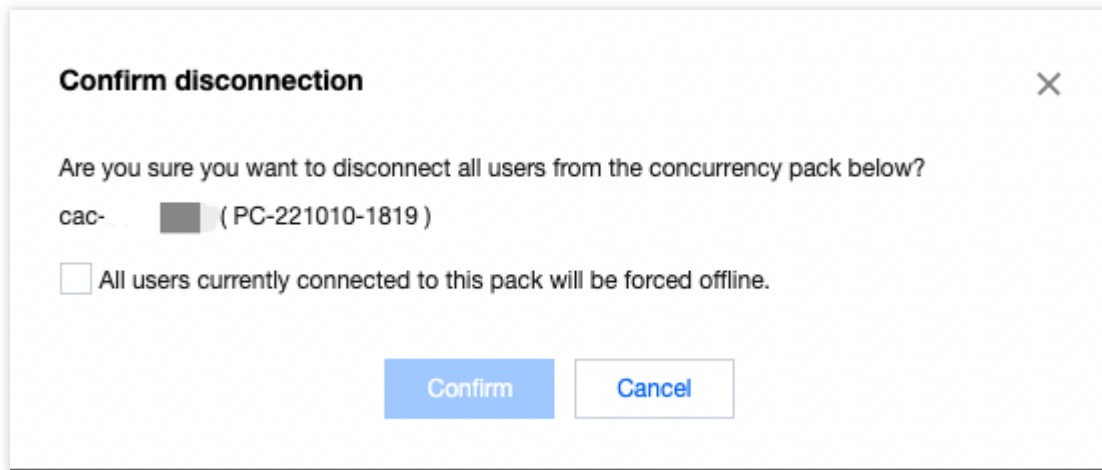 Confirm disconnection
Are you sure you want to disconnect all users from the concurrency pack below?
cac- ( PC-221010-1819 )
All users currently connected to this pack will be forced offline.
Confirm Cancel